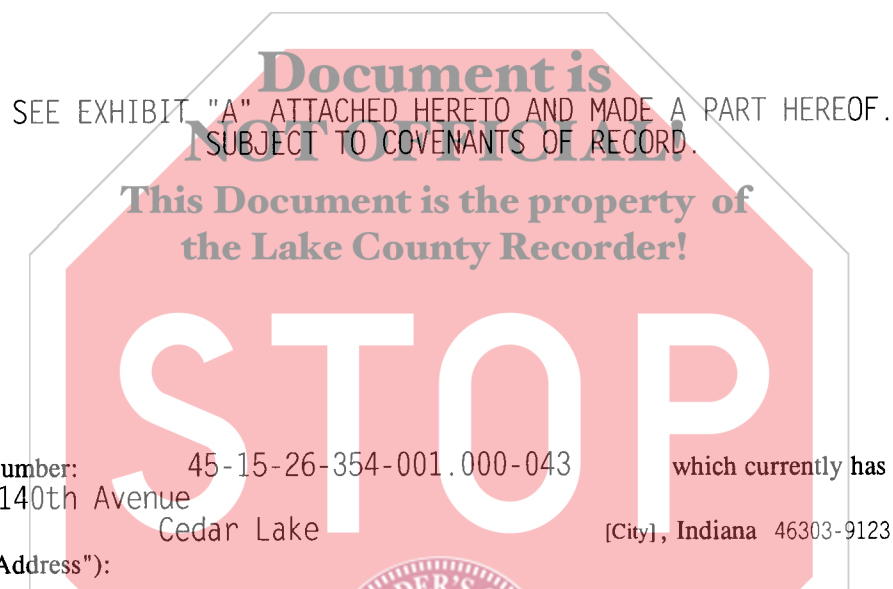 Document is
SEE EXHIBIT "A" ATTACHED HERETO AND MADE A PART HEREOF.
NOT OFFICIAL!
SUBJECT TO COVENANTS OF RECORD.
This Document is the property of
the Lake County Recorder!
STOP
umber: 45-15-26-354-001.000-043 which currently has
140th Avenue
Cedar Lake [City], Indiana 46303-9123
Address"):
DER'S